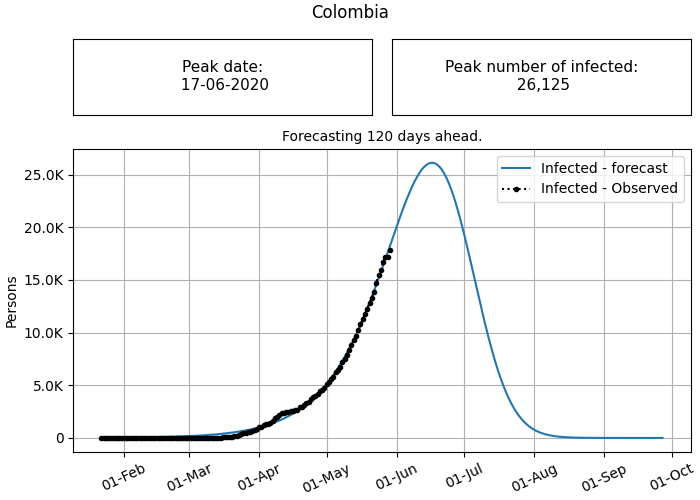 Colombia
Peak date:
17-06-2020
Peak number of infected:
26,125
Forecasting 120 days ahead.
Infected - forecast
Infected - Observed
25.0K
20.0K
15.0K
10.0K
5.0K
0
Persons
01-Feb
01-Mar
01-Apr
01-May
01-Jun
01-Jul
01-Aug
01-Sep
01-Oct